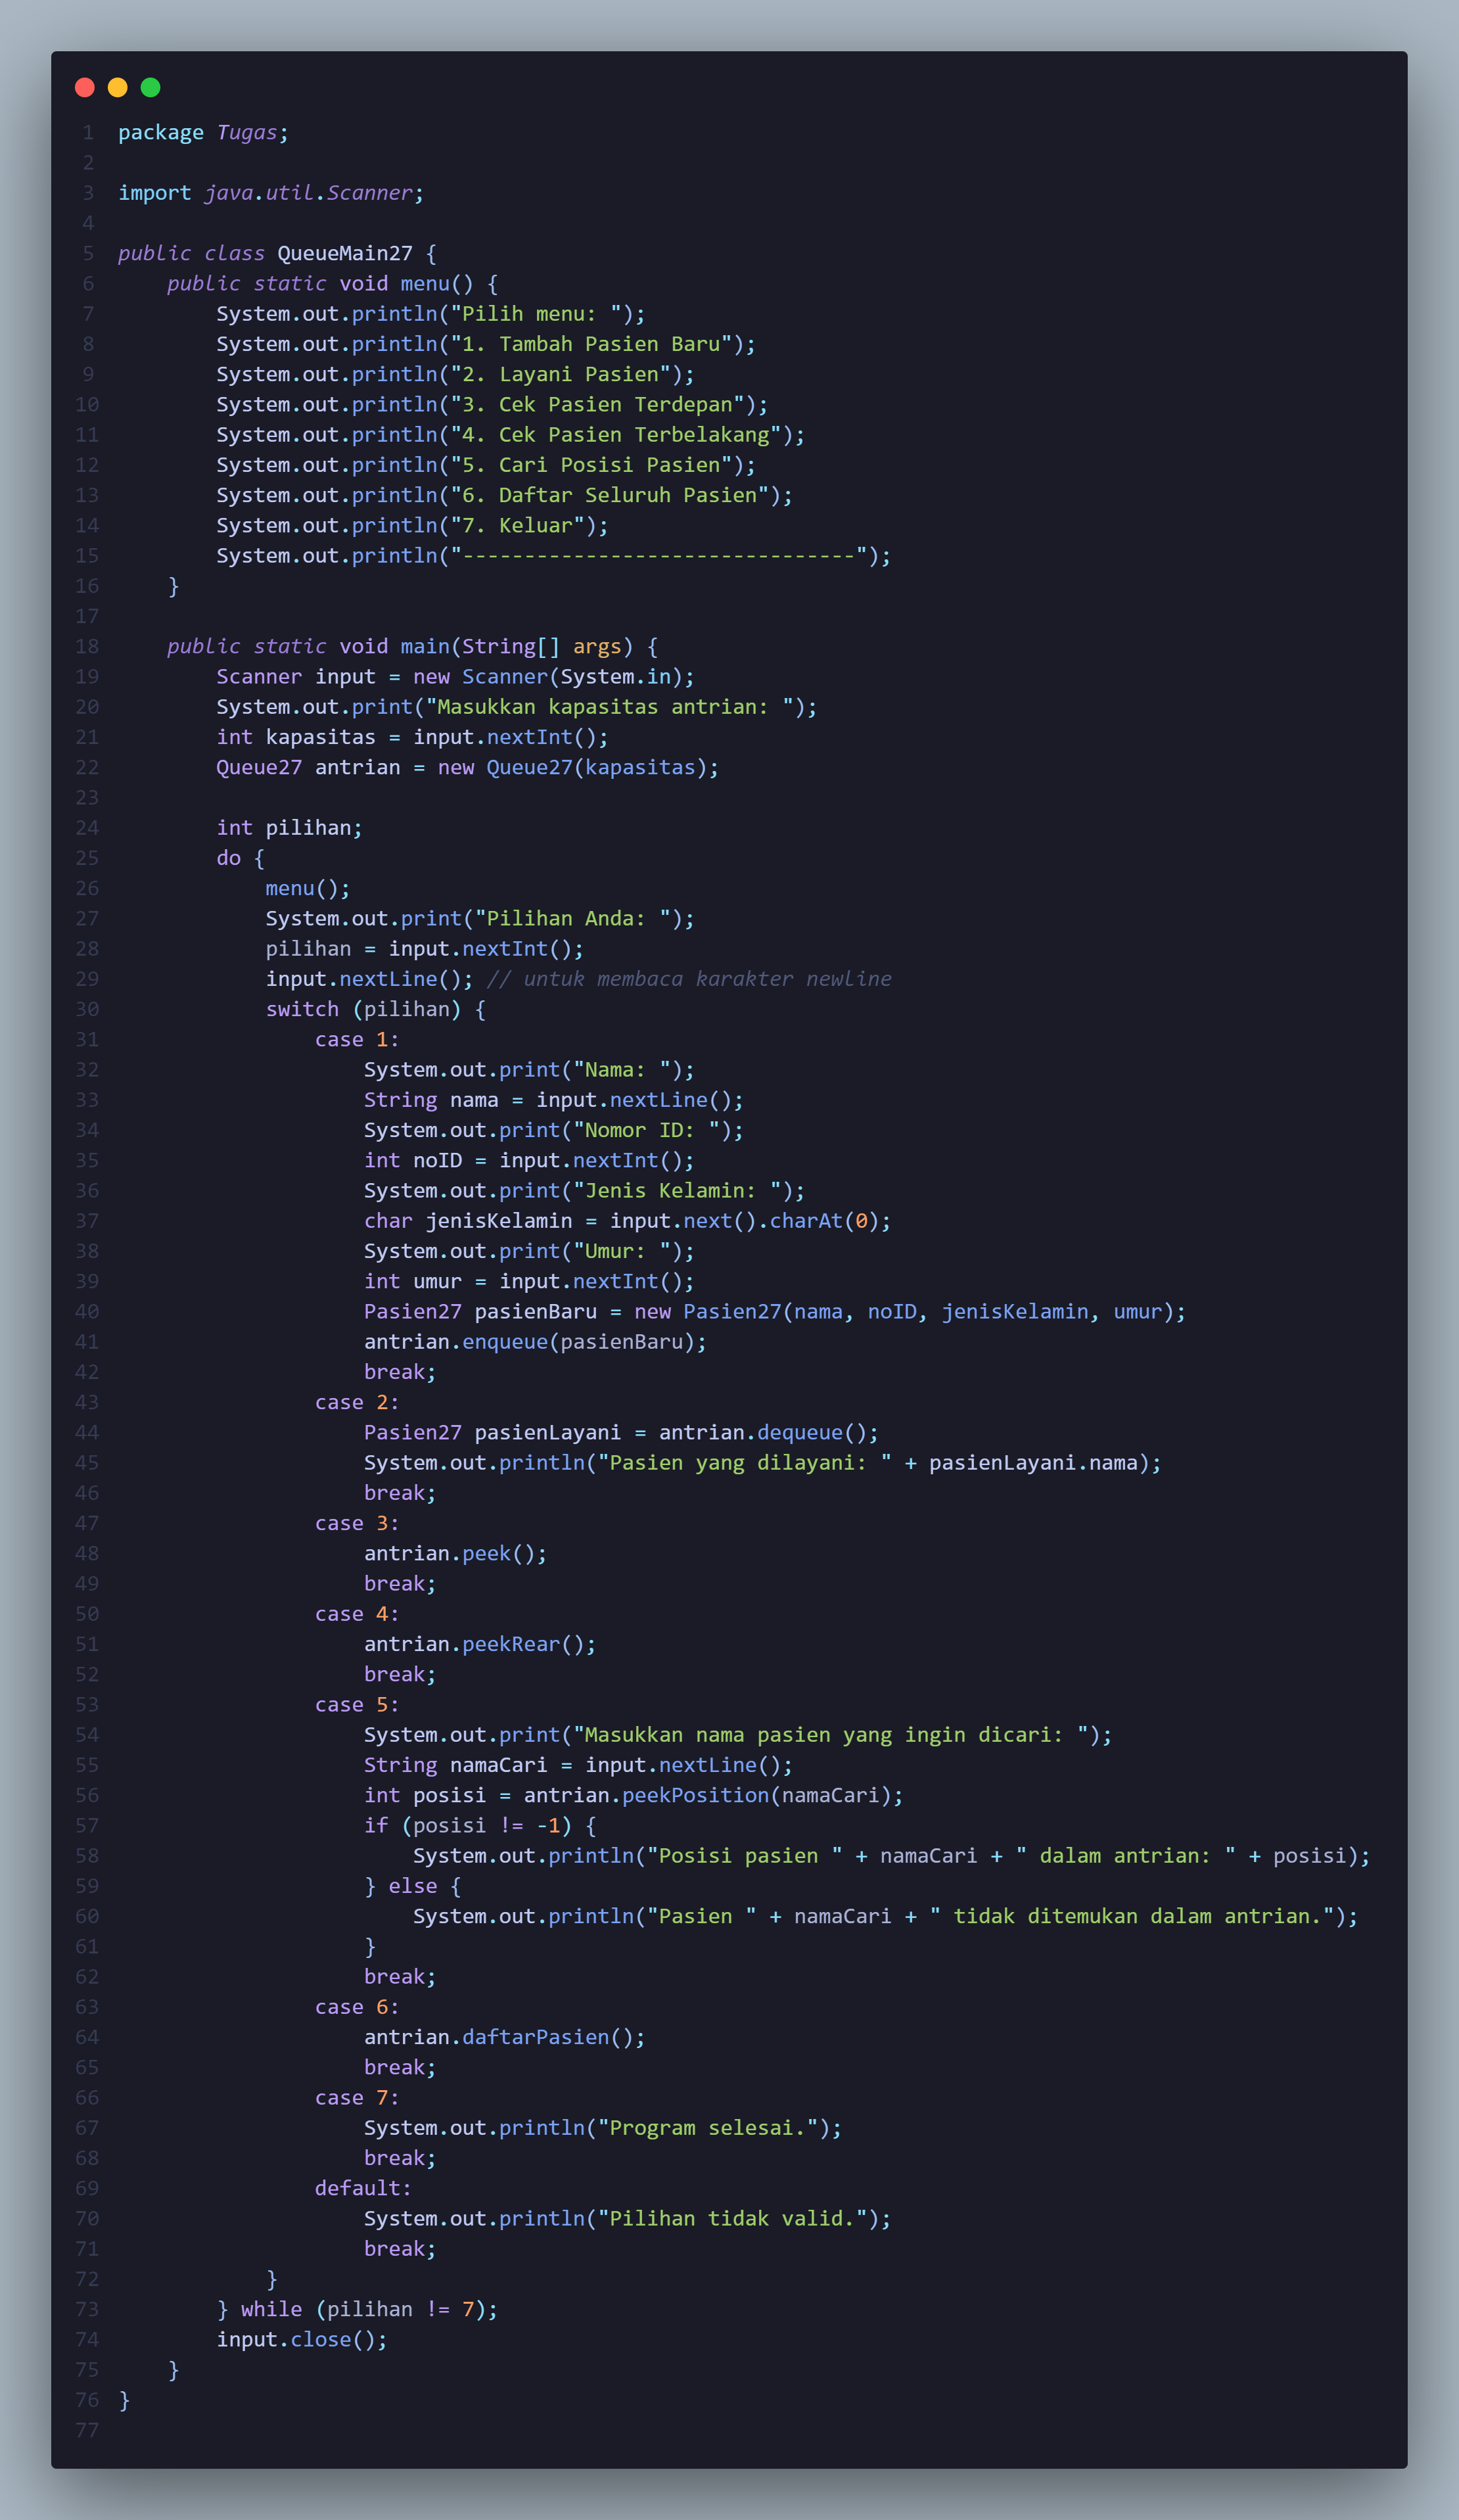 1 package Tugas;
2
3 import java.util.Scanner;
4
5 public class QueueMain27 {
6     public static void menu() {
7         System.out.println("Pilih menu: ");
8         System.out.println("1. Tambah Pasien Baru");
9         System.out.println("2. Layani Pasien");
10         System.out.println("3. Cek Pasien Terdepan");
11         System.out.println("4. Cek Pasien Terbelakang");
12         System.out.println("5. Cari Posisi Pasien");
13         System.out.println("6. Daftar Seluruh Pasien");
14         System.out.println("7. Keluar");
15         System.out.println("--------------------------------");
16     }
17
18     public static void main(String[] args) {
19         Scanner input = new Scanner(System.in);
20         System.out.print("Masukkan kapasitas antrian: ");
21         int kapasitas = input.nextInt();
22         Queue27 antrian = new Queue27(kapasitas);
23
24         int pilihan;
25         do {
26             menu();
27             System.out.print("Pilihan Anda: ");
28             pilihan = input.nextInt();
29             input.nextLine(); // untuk membaca karakter newline
30             switch (pilihan) {
31                 case 1:
32                     System.out.print("Nama: ");
33                     String nama = input.nextLine();
34                     System.out.print("Nomor ID: ");
35                     int noID = input.nextInt();
36                     System.out.print("Jenis Kelamin: ");
37                     char jenisKelamin = input.next().charAt(0);
38                     System.out.print("Umur: ");
39                     int umur = input.nextInt();
40                     Pasien27 pasienBaru = new Pasien27(nama, noID, jenisKelamin, umur);
41                     antrian.enqueue(pasienBaru);
42                     break;
43                 case 2:
44                     Pasien27 pasienLayani = antrian.dequeue();
45                     System.out.println("Pasien yang dilayani: " + pasienLayani.nama);
46                     break;
47                 case 3:
48                     antrian.peek();
49                     break;
50                 case 4:
51                     antrian.peekRear();
52                     break;
53                 case 5:
54                     System.out.print("Masukkan nama pasien yang ingin dicari: ");
55                     String namaCari = input.nextLine();
56                     int posisi = antrian.peekPosition(namaCari);
57                     if (posisi != -1) {
58                         System.out.println("Posisi pasien " + namaCari + " dalam antrian: " + posisi);
59                     } else {
60                         System.out.println("Pasien " + namaCari + " tidak ditemukan dalam antrian.");
61                     }
62                     break;
63                 case 6:
64                     antrian.daftarPasien();
65                     break;
66                 case 7:
67                     System.out.println("Program selesai.");
68                     break;
69                 default:
70                     System.out.println("Pilihan tidak valid.");
71                     break;
72             }
73         } while (pilihan != 7);
74         input.close();
75     }
76 }
77